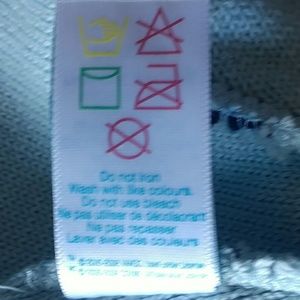 Do not iron
Wash with like colours.
Do not use bleach
Ne pas utiliser de décolorant
Ne pas repasser
Laver avec des couleurs